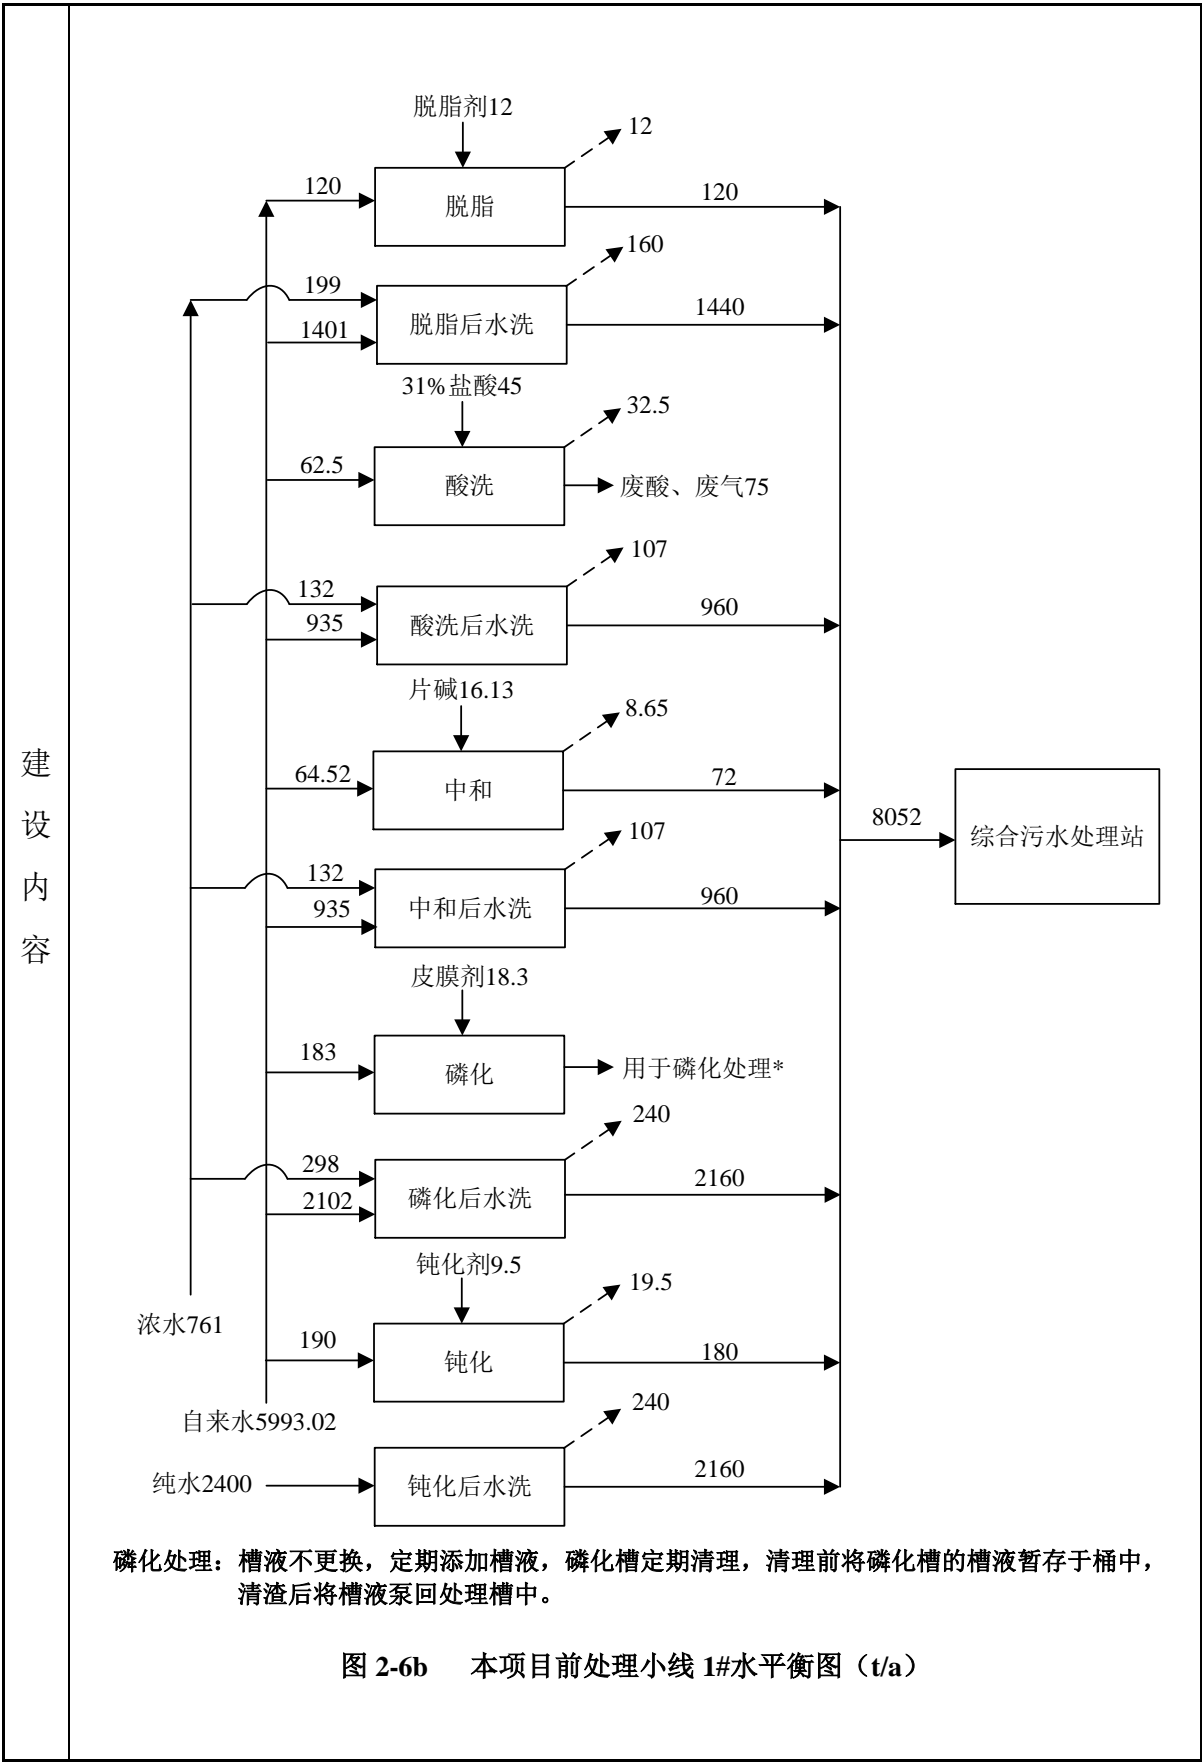 建
设
内
容
脱脂剂12
12
120
脱脂
120
160
199
1401
脱脂后水洗
1440
31%盐酸45
32.5
62.5
酸洗
废酸、废气75
107
132
935
酸洗后水洗
960
片碱16.13
8.65
64.52
中和
72
8052
综合污水处理站
107
132
935
中和后水洗
960
皮膜剂18.3
183
磷化
用于磷化处理*
240
298
2102
磷化后水洗
2160
钝化剂9.5
19.5
浓水761
190
钝化
180
自来水5993.02
240
纯水2400
钝化后水洗
2160
磷化处理：槽液不更换，定期添加槽液，磷化槽定期清理，清理前将磷化槽的槽液暂存于桶中，
清渣后将槽液泵回处理槽中。
图 2-6b 本项目前处理小线 1#水平衡图（t/a）